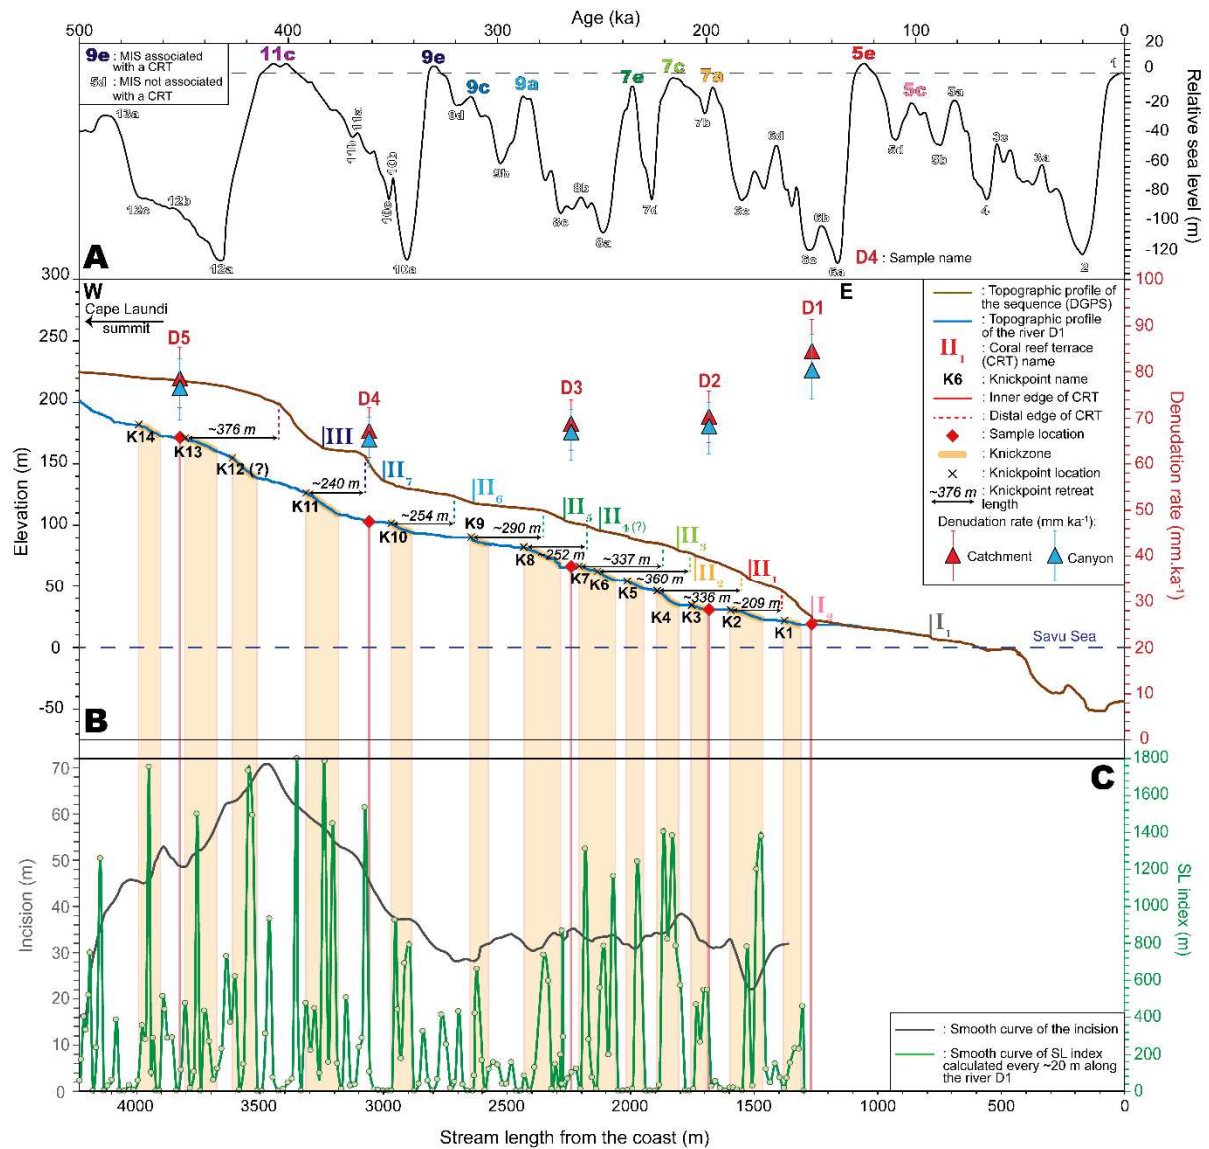 Age (ka)
500
400
300
200
100
0
9e : MIS associated
with a CRT
5d : MIS not associated
with a CRT
11c
9e
9c
9a
7e
7c
7a
5e
5c
1
13a
12c
12b
12a
11b
11a
10c
10b
10a
9d
9b
8c
8b
8a
7d
7b
6e
6d
6c
6b
6a
5d
5b
5a
4
3c
3a
2
20
0
-20
-40
-60
-80
-100
-120
Relative sea level (m)
A
D4 : Sample name
W
E
Cape Laundi
summit
300
250
200
150
100
50
0
-50
Elevation (m)
100
90
80
70
60
50
40
30
20
10
0
Denudation rate (mm.ka⁻¹)
D5
D4
D3
D2
D1
III
II₇
II₆
II₅
II₄(?)
II₃
II₂
II₁
I₂
I₁
~376 m
~240 m
~254 m
~290 m
~252 m
~337 m
~360 m
~336 m
~209 m
K14
K13
K12 (?)
K11
K10
K9
K8
K7
K6
K5
K4
K3
K2
K1
Savu Sea
: Topographic profile of
the sequence (DGPS)
: Topographic profile
of the river D1
II₁ : Coral reef terrace
(CRT) name
K6 : Knickpoint name
: Inner edge of CRT
: Distal edge of CRT
: Sample location
: Knickzone
: Knickpoint location
~376 m : Knickpoint retreat
length
Denudation rate (mm ka⁻¹):
Catchment
Canyon
B
C
70
60
50
40
30
20
10
0
Incision (m)
1800
1600
1400
1200
1000
800
600
400
200
0
SL index (m)
: Smooth curve of the incision
: Smooth curve of SL index
calculated every ~20 m along
the river D1
4000
3500
3000
2500
2000
1500
1000
500
0
Stream length from the coast (m)